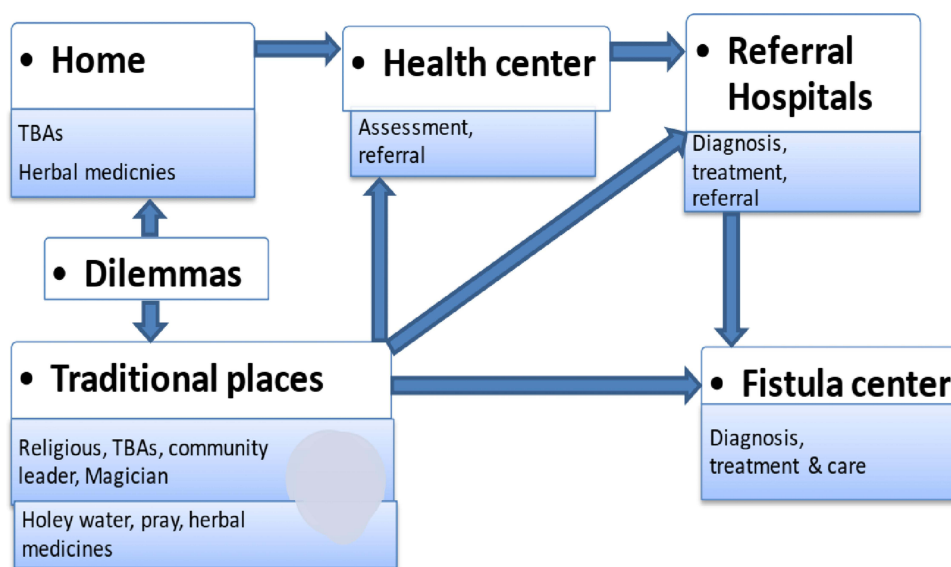 • Home
TBAs
Herbal medicnies
• Health center
Assessment,
referral
• Referral
Hospitals
Diagnosis,
treatment,
referral
• Dilemmas
• Traditional places
Religious, TBAs, community
leader, Magician
Holey water, pray, herbal
medicines
• Fistula center
Diagnosis,
treatment & care